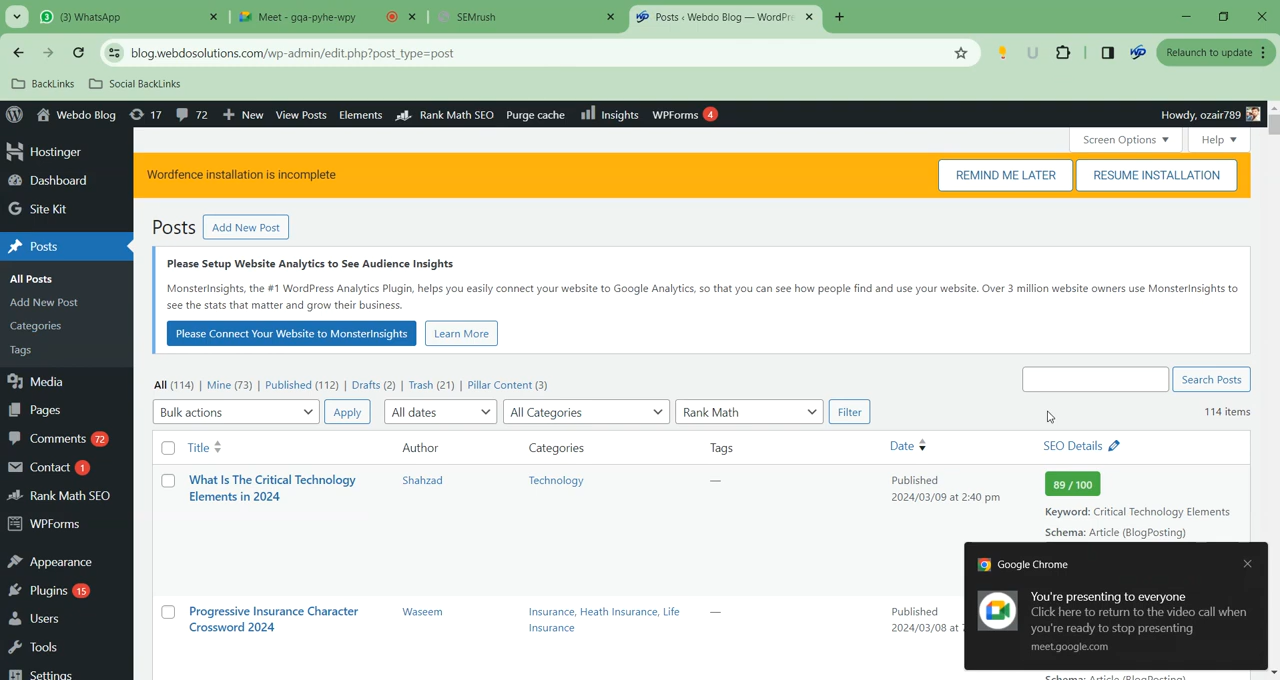 (3) WhatsApp
Meet - gqa-pyhe-wpy
SEMrush
Posts ‹ Webdo Blog — WordPre
blog.webdosolutions.com/wp-admin/edit.php?post_type=post
Relaunch to update
BackLinks
Social BackLinks
Webdo Blog 17 72 New View Posts Elements Rank Math SEO Purge cache Insights WPForms 4
Howdy, ozair789
Screen Options
Help
Hostinger
Dashboard
Site Kit
Posts
All Posts
Add New Post
Categories
Tags
Media
Pages
Comments 72
Contact 1
Rank Math SEO
WPForms
Appearance
Plugins 15
Users
Tools
Settings
Wordfence installation is incomplete
REMIND ME LATER
RESUME INSTALLATION
Posts
Add New Post
Please Setup Website Analytics to See Audience Insights
MonsterInsights, the #1 WordPress Analytics Plugin, helps you easily connect your website to Google Analytics, so that you can see how people find and use your website. Over 3 million website owners use MonsterInsights to
see the stats that matter and grow their business.
Please Connect Your Website to MonsterInsights
Learn More
All (114) | Mine (73) | Published (112) | Drafts (2) | Trash (21) | Pillar Content (3)
Search Posts
Bulk actions
Apply
All dates
All Categories
Rank Math
Filter
114 items
Title
Author
Categories
Tags
Date
SEO Details
What Is The Critical Technology
Elements in 2024
Shahzad
Technology
—
Published
2024/03/09 at 2:40 pm
89 / 100
Keyword: Critical Technology Elements
Schema: Article (BlogPosting)
Progressive Insurance Character
Crossword 2024
Waseem
Insurance, Heath Insurance, Life
Insurance
—
Published
2024/03/08 at
Schema: Article (BlogPosting)
Google Chrome
You're presenting to everyone
Click here to return to the video call when
you're ready to stop presenting
meet.google.com